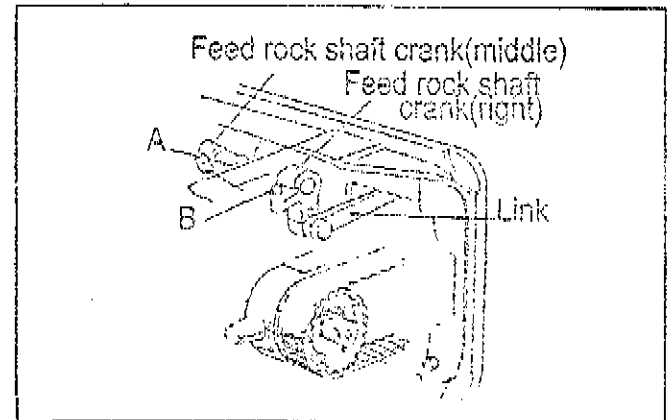 Feed rock shaft crank(middle)
Feed rock shaft
crank(right)
A
B
Link